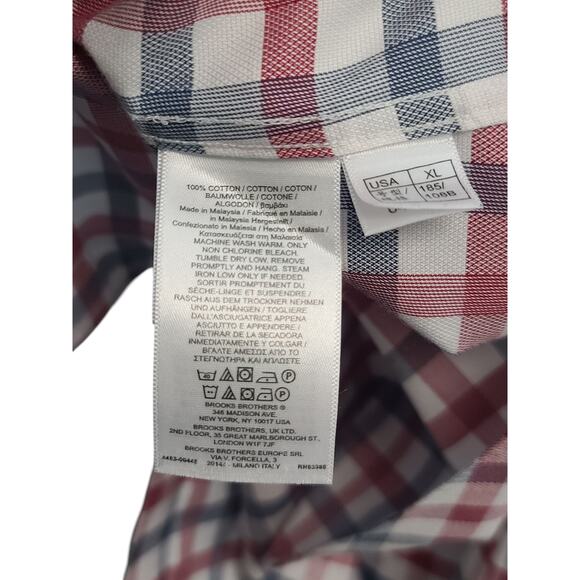 100% COTTON / COTTON / COTON /
BAUMWOLLE / COTONE /
ALGODON / βαμβάκι
Made in Malaysia / Fabriqué en Malaisie /
in Malaysia Hergestellt /
Confezionato in Malesia / Hecho en Malasia
Κατασκευάζεται στη Μαλαισία
MACHINE WASH WARM. ONLY
NON CHLORINE BLEACH.
TUMBLE DRY LOW. REMOVE
PROMPTLY AND HANG. STEAM
IRON LOW ONLY IF NEEDED.
SORTIR PROMPTEMENT DU
SÈCHE-LINGE ET SUSPENDRE /
RASCH AUS DEM TROCKNER NEHMEN
UND AUFHÄNGEN / TOGLIERE
DALL'ASCIUGATRICE APPENA
ASCIUTTO E APPENDERE /
RETIRAR DE LA SECADORA
INMEDIATAMENTE Y COLGAR /
ΒΓΑΛΤΕ ΑΜΕΣΩΣ ΑΠΟ ΤΟ
ΣΤΕΓΝΩΤΗΡΑ ΚΑΙ ΑΠΛΩΣΤΕ.
40 P
P
BROOKS BROTHERS ®
346 MADISON AVE.
NEW YORK, NY 10017 USA
BROOKS BROTHERS, UK LTD.
2ND FLOOR, 35 GREAT MARLBOROUGH ST.
LONDON W1F 7JF
BROOKS BROTHERS EUROPE SRL
VIA V. FORCELLA, 3
20144 - MILANO ITALY
USA XL
185/
108B